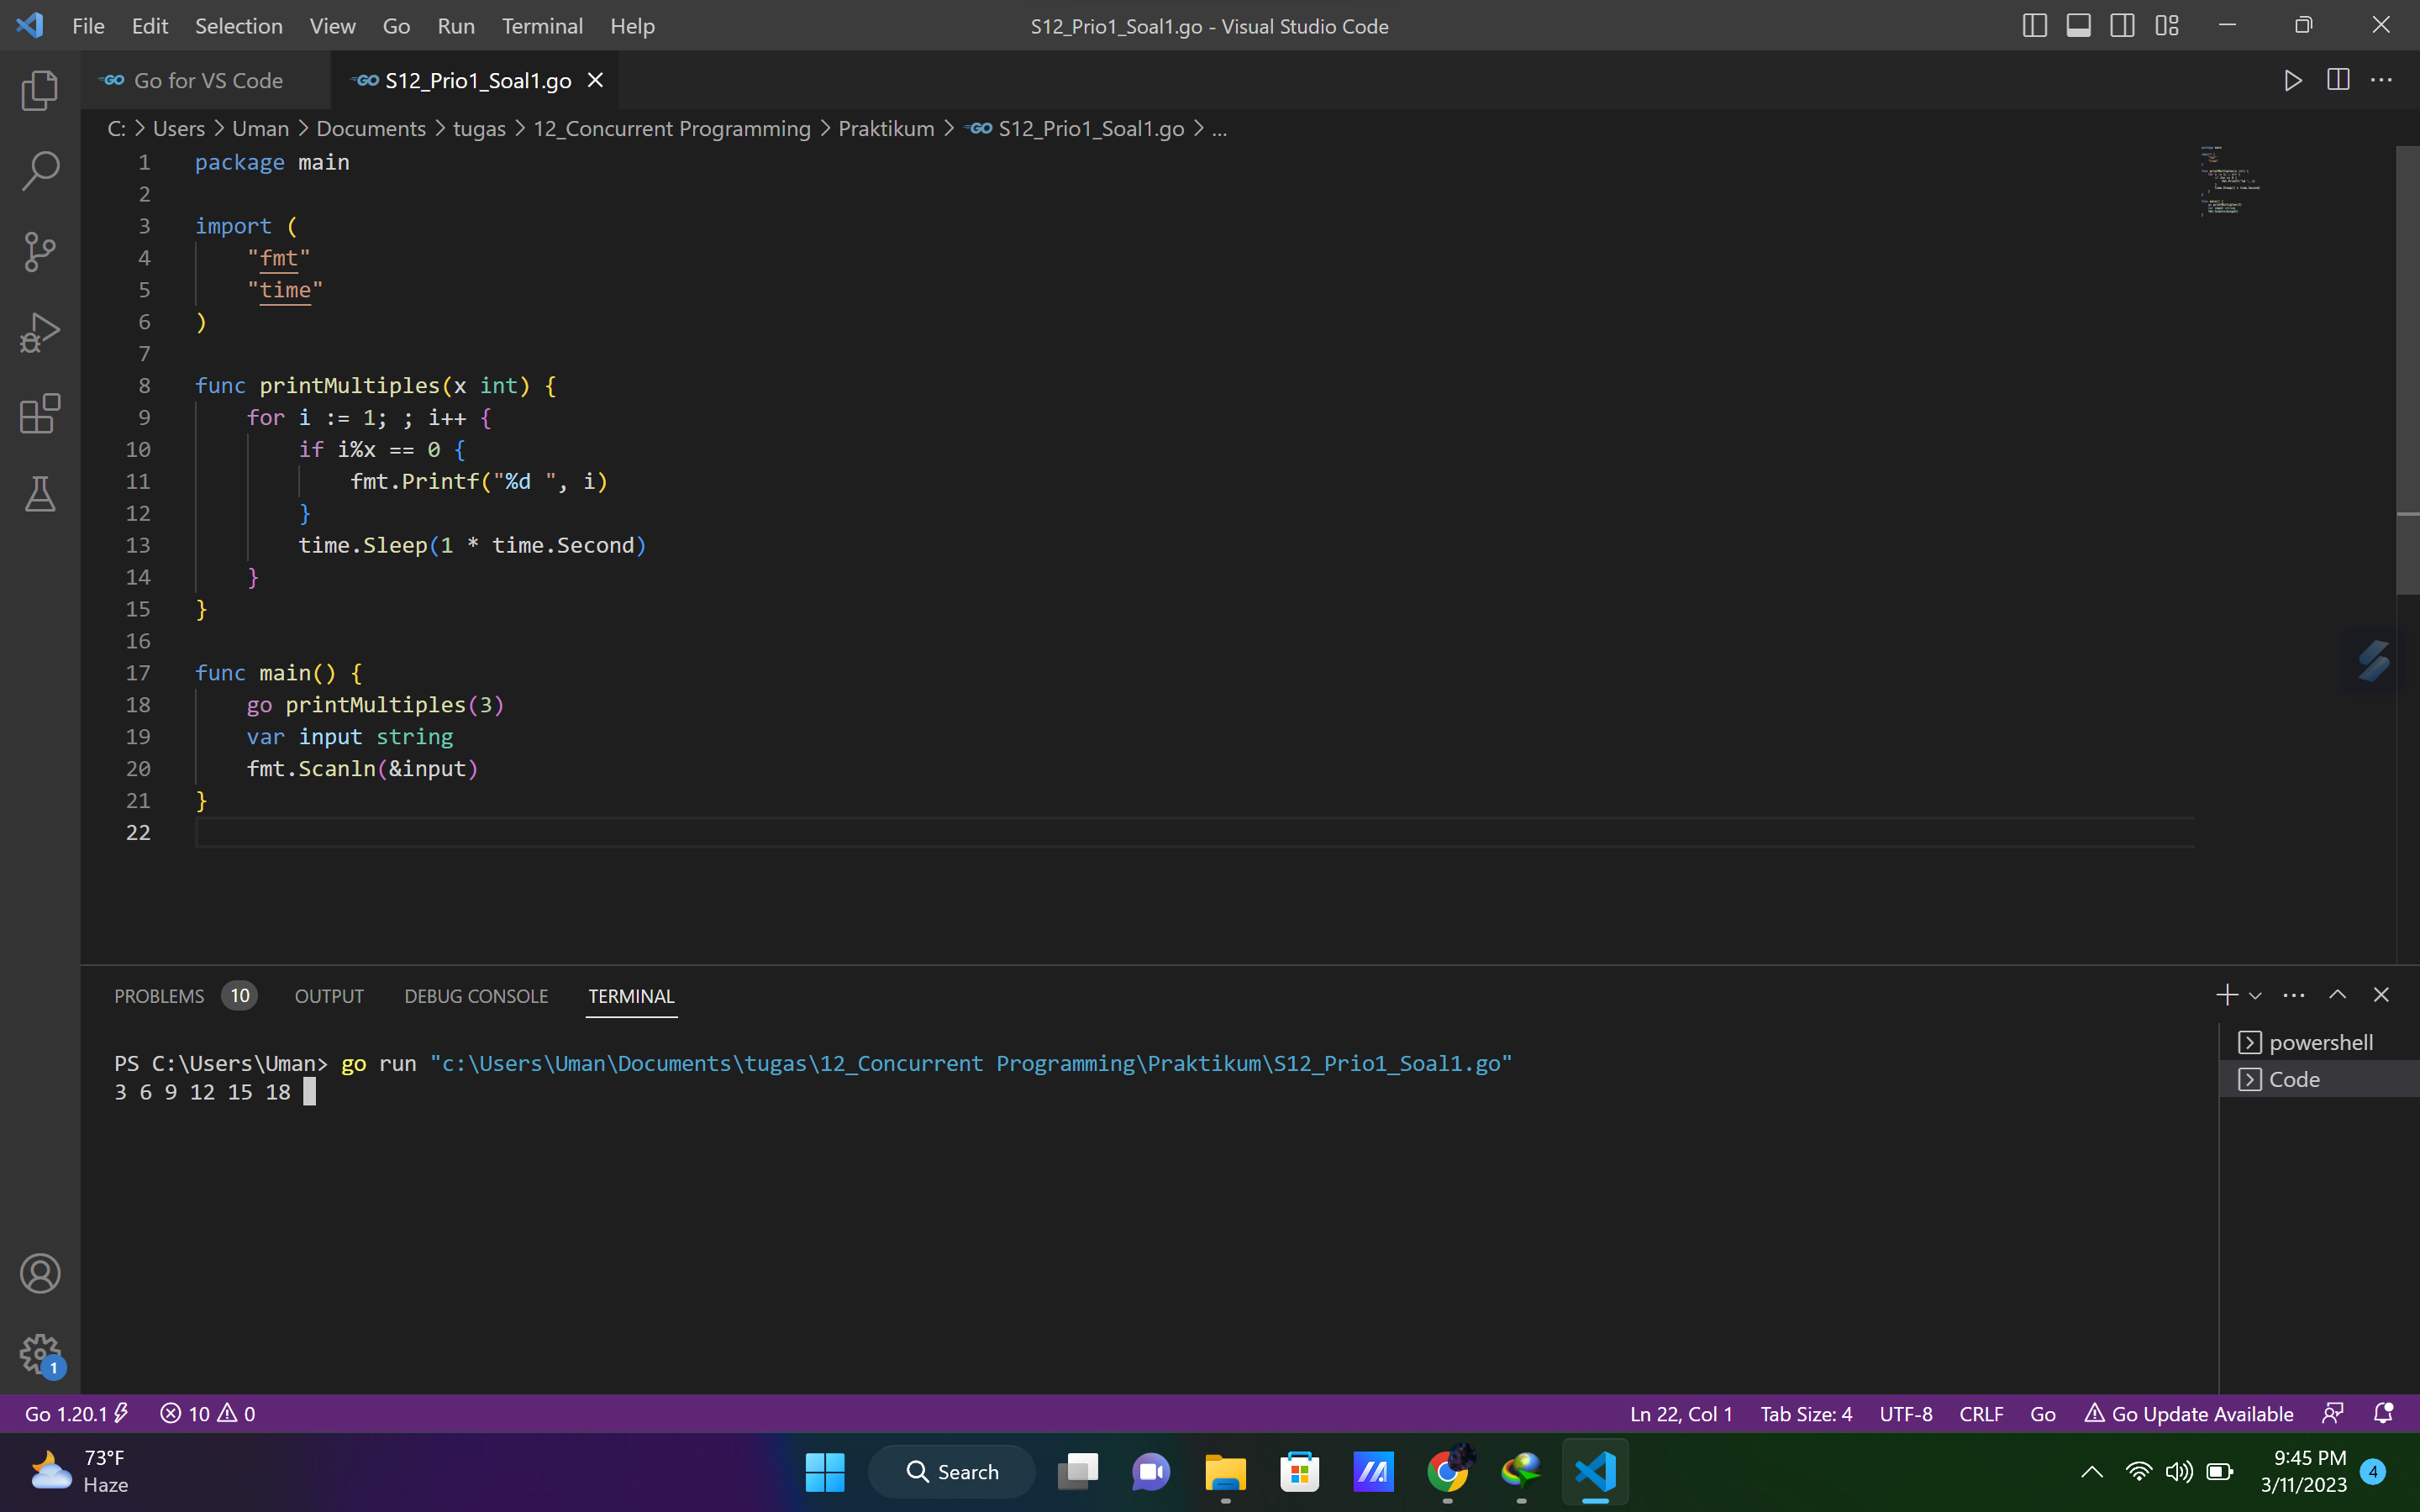 File Edit Selection View Go Run Terminal Help S12_Prio1_Soal1.go - Visual Studio Code
GO Go for VS Code GO S12_Prio1_Soal1.go
C: > Users > Uman > Documents > tugas > 12_Concurrent Programming > Praktikum > GO S12_Prio1_Soal1.go > ...
1 package main
2
3 import (
4 "fmt"
5 "time"
6 )
7
8 func printMultiples(x int) {
9 for i := 1; ; i++ {
10 if i%x == 0 {
11 fmt.Printf("%d ", i)
12 }
13 time.Sleep(1 * time.Second)
14 }
15 }
16
17 func main() {
18 go printMultiples(3)
19 var input string
20 fmt.Scanln(&input)
21 }
22
PROBLEMS 10 OUTPUT DEBUG CONSOLE TERMINAL
powershell
Code
PS C:\Users\Uman> go run "c:\Users\Uman\Documents\tugas\12_Concurrent Programming\Praktikum\S12_Prio1_Soal1.go"
3 6 9 12 15 18
1
Go 1.20.1 10 0 Ln 22, Col 1 Tab Size: 4 UTF-8 CRLF Go Go Update Available
73°F
Haze
Search
9:45 PM
3/11/2023
4